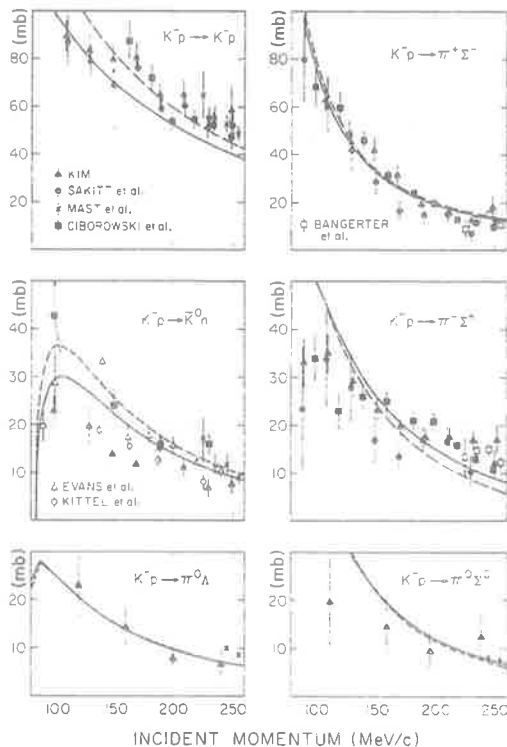 (mb)
80
60
40
20
K⁻p → K⁻p
KIM
SAKITT et al.
MAST et al.
CIBOROWSKI et al.
(mb)
80
60
40
20
K⁻p → π⁺Σ⁻
BANGERTER
et al.
(mb)
40
30
20
10
K⁻p → K̄⁰n
EVANS et al.
KITTEL et al.
(mb)
40
30
20
10
K⁻p → π⁻Σ⁺
(mb)
20
10
K⁻p → π⁰Λ
100 150 200 250
(mb)
20
10
K⁻p → π⁰Σ⁰
100 150 200 250
INCIDENT MOMENTUM (MeV/c)